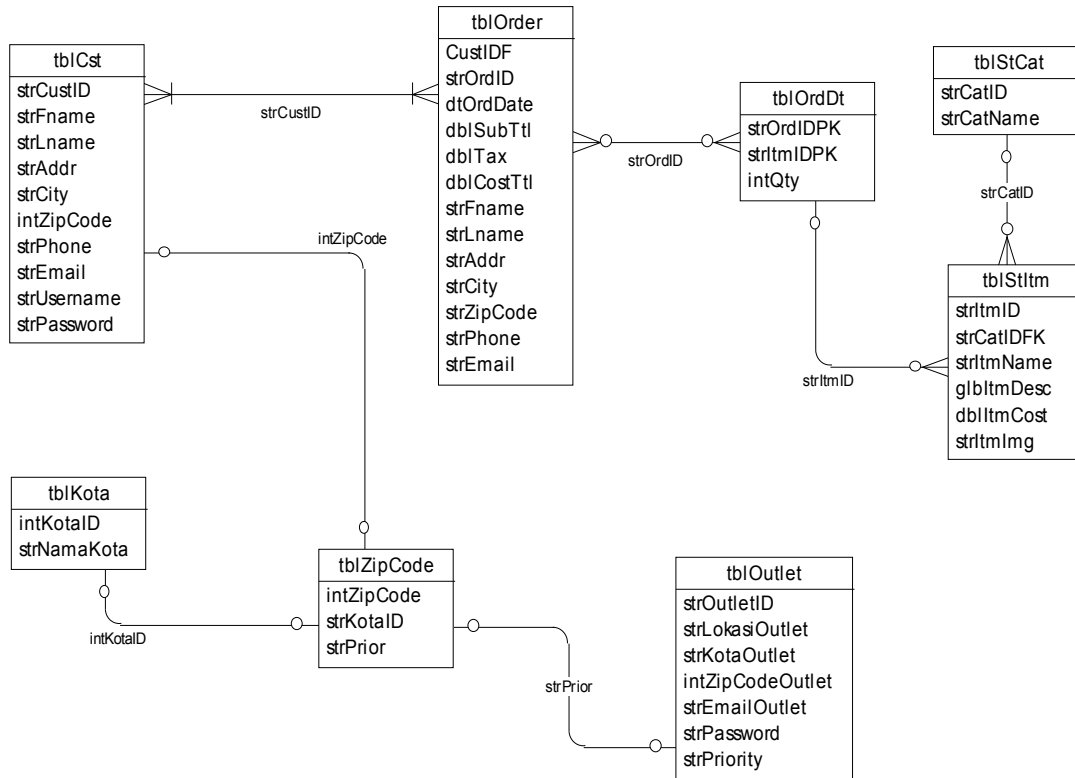 tblCst
strCustID
strFname
strLname
strAddr
strCity
intZipCode
strPhone
strEmail
strUsername
strPassword
strCustID
tblOrder
CustIDF
strOrdID
dtOrdDate
dblSubTtl
dblTax
dblCostTtl
strFname
strLname
strAddr
strCity
strZipCode
strPhone
strEmail
strOrdID
tblOrdDt
strOrdIDPK
strItmIDPK
intQty
tblStCat
strCatID
strCatName
strCatID
tblStItm
strItmID
strCatIDFK
strItmName
glbItmDesc
dblItmCost
strItmImg
strItmID
intZipCode
tblKota
intKotaID
strNamaKota
intKotaID
tblZipCode
intZipCode
strKotaID
strPrior
strPrior
tblOutlet
strOutletID
strLokasiOutlet
strKotaOutlet
intZipCodeOutlet
strEmailOutlet
strPassword
strPriority